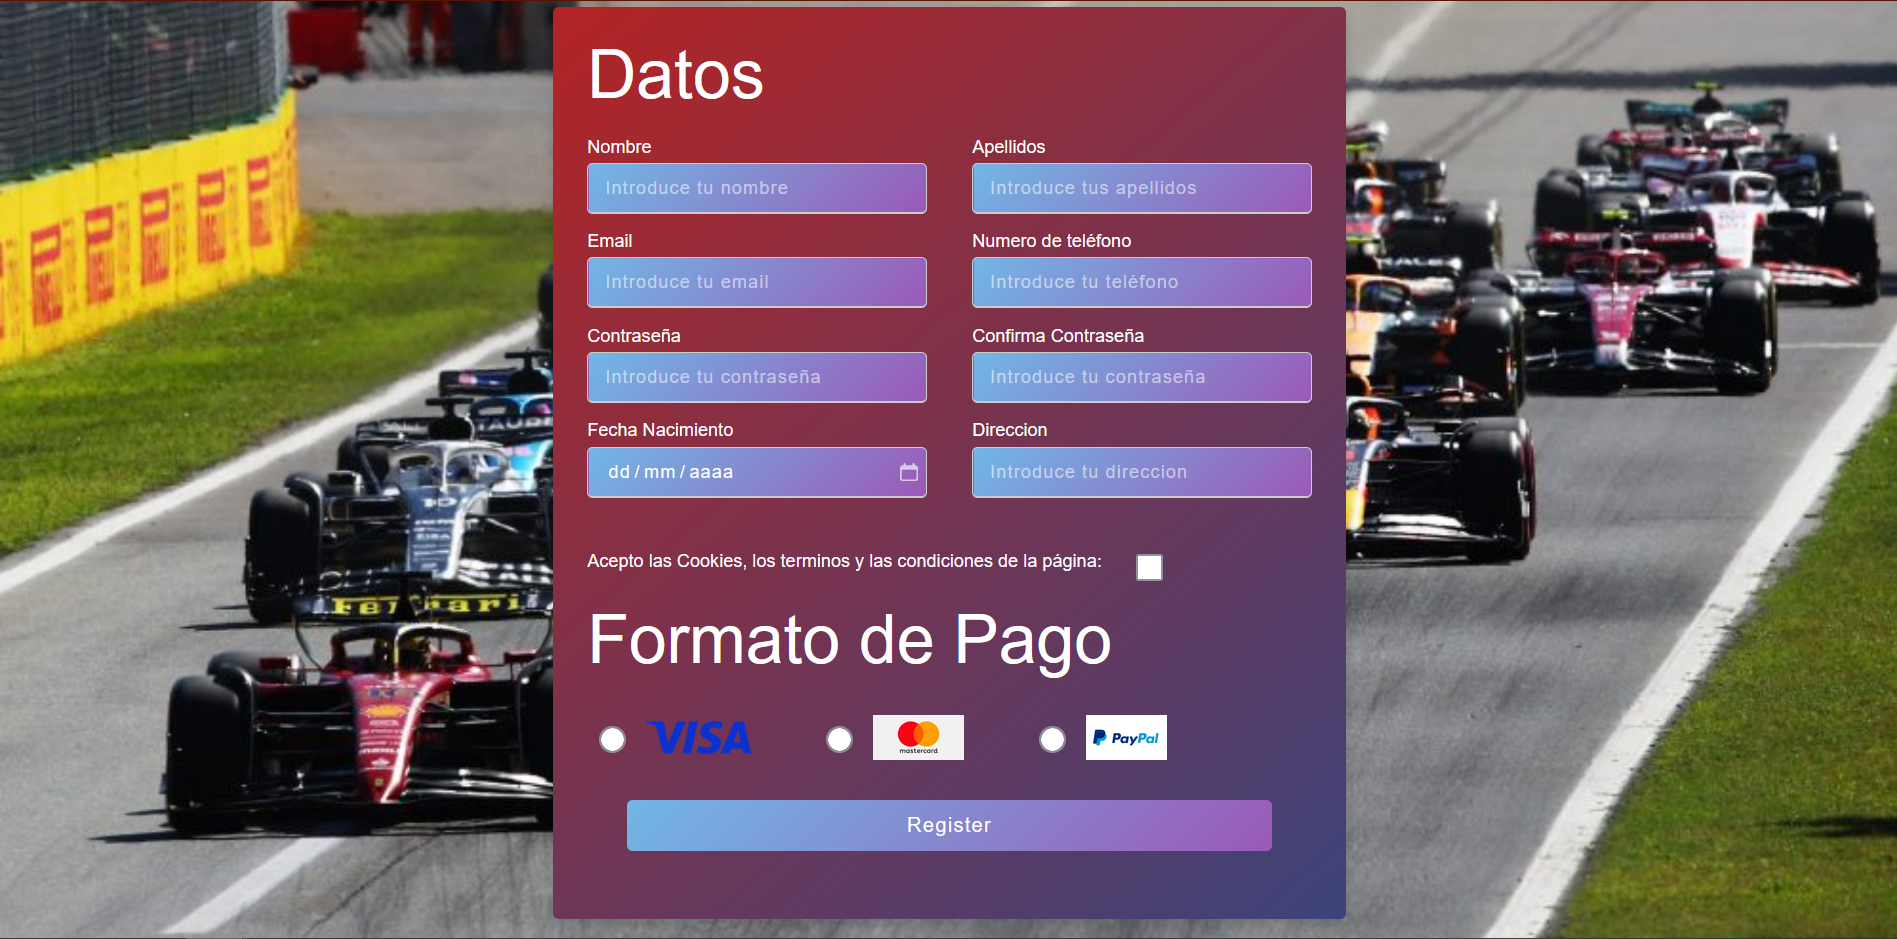 Datos
Nombre
Apellidos
Introduce tu nombre
Introduce tus apellidos
Email
Numero de teléfono
Introduce tu email
Introduce tu teléfono
Contraseña
Confirma Contraseña
Introduce tu contraseña
Introduce tu contraseña
Fecha Nacimiento
Direccion
dd/mm/aaaa
Introduce tu direccion
Acepto las Cookies, los terminos y las condiciones de la página:
Ferrari
Formato de Pago
VISA
mastercard
PayPal
Register